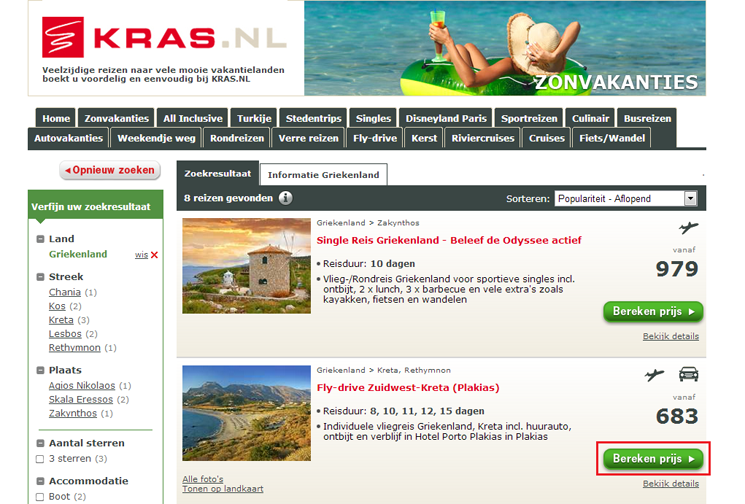 KRAS.NL
Veelzijdige reizen naar vele mooie vakantielanden
boekt u voordelig en eenvoudig bij KRAS.NL
ZONVAKANTIES
Home Zonvakanties All Inclusive Turkije Stedentrips Singles Disneyland Paris Sportreizen Culinair Busreizen
Autovakanties Weekendje weg Rondreizen Verre reizen Fly-drive Kerst Riviercruises Cruises Fiets/Wandel
Opnieuw zoeken
Verfijn uw zoekresultaat
Land
Griekenland wis
Streek
Chania (1)
Kos (2)
Kreta (3)
Lesbos (2)
Rethymnon (1)
Plaats
Agios Nikolaos (1)
Skala Eressos (2)
Zakynthos (1)
Aantal sterren
3 sterren (3)
Accommodatie
Boot (2)
Zoekresultaat Informatie Griekenland
8 reizen gevonden i Sorteren: Populariteit - Aflopend
Griekenland > Zakynthos
Single Reis Griekenland - Beleef de Odyssee actief
• Reisduur: 10 dagen
• Vlieg-/Rondreis Griekenland voor sportieve singles incl.
ontbijt, 2 x lunch, 3 x barbecue en vele extra's zoals
kayakken, fietsen en wandelen
vanaf
979
Bereken prijs
Bekijk details
Griekenland > Kreta, Rethymnon
Fly-drive Zuidwest-Kreta (Plakias)
• Reisduur: 8, 10, 11, 12, 15 dagen
• Individuele vliegreis Griekenland, Kreta incl. huurauto,
ontbijt en verblijf in Hotel Porto Plakias in Plakias
vanaf
683
Bereken prijs
Bekijk details
Alle foto's
Tonen op landkaart